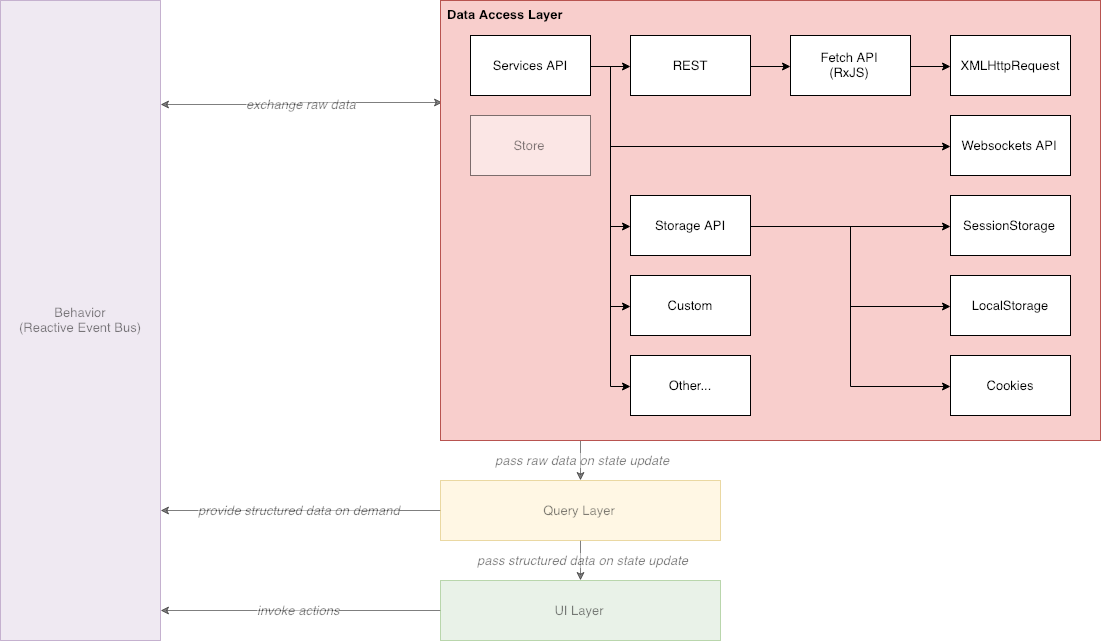 Data Access Layer
Services API
REST
Fetch API
(RxJS)
XMLHttpRequest
exchange raw data
Store
Websockets API
Storage API
SessionStorage
Behavior
(Reactive Event Bus)
Custom
LocalStorage
Other...
Cookies
pass raw data on state update
provide structured data on demand
Query Layer
pass structured data on state update
invoke actions
UI Layer